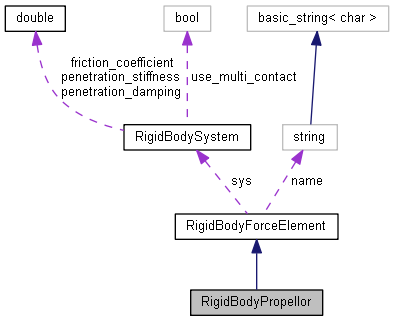 double
bool
basic_string< char >
friction_coefficient
penetration_stiffness
penetration_damping
use_multi_contact
RigidBodySystem
string
sys
name
RigidBodyForceElement
RigidBodyPropellor